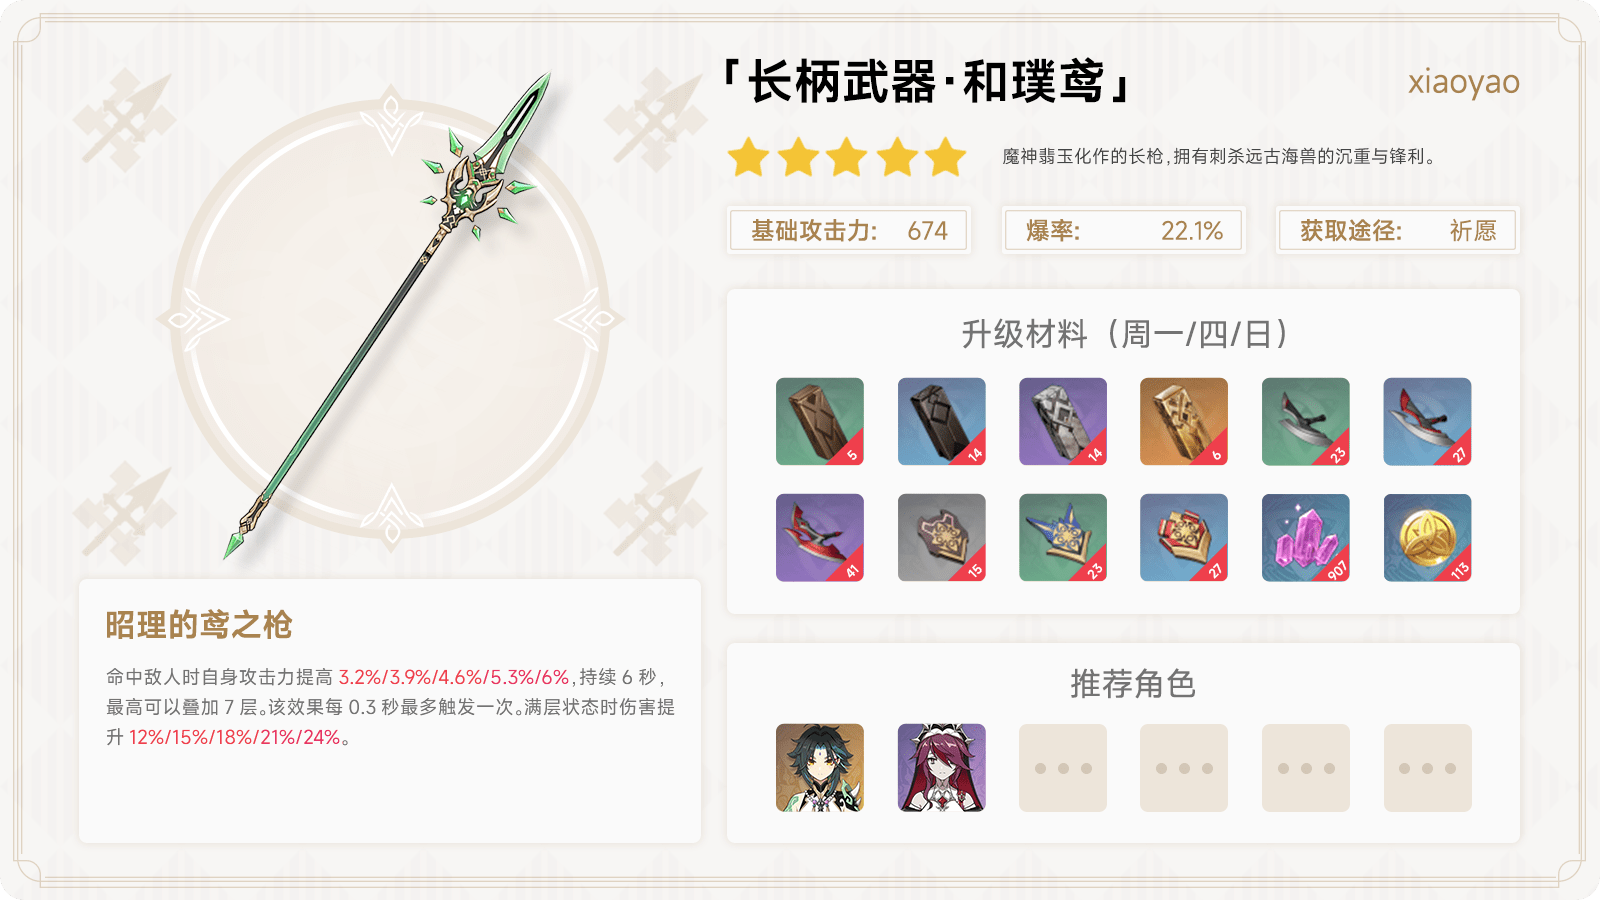 「长柄武器·和璞鸢」
xiaoyao
魔神翡玉化作的长枪,拥有刺杀远古海兽的沉重与锋利。
基础攻击力: 674
爆率: 22.1%
获取途径: 祈愿
升级材料（周一/四/日）
5 14 14 6 23 27
41 15 23 27 907 113
昭理的鸢之枪
命中敌人时自身攻击力提高 3.2%/3.9%/4.6%/5.3%/6%,持续 6 秒,
最高可以叠加 7 层。该效果每 0.3 秒最多触发一次。满层状态时伤害提
升 12%/15%/18%/21%/24%。
推荐角色